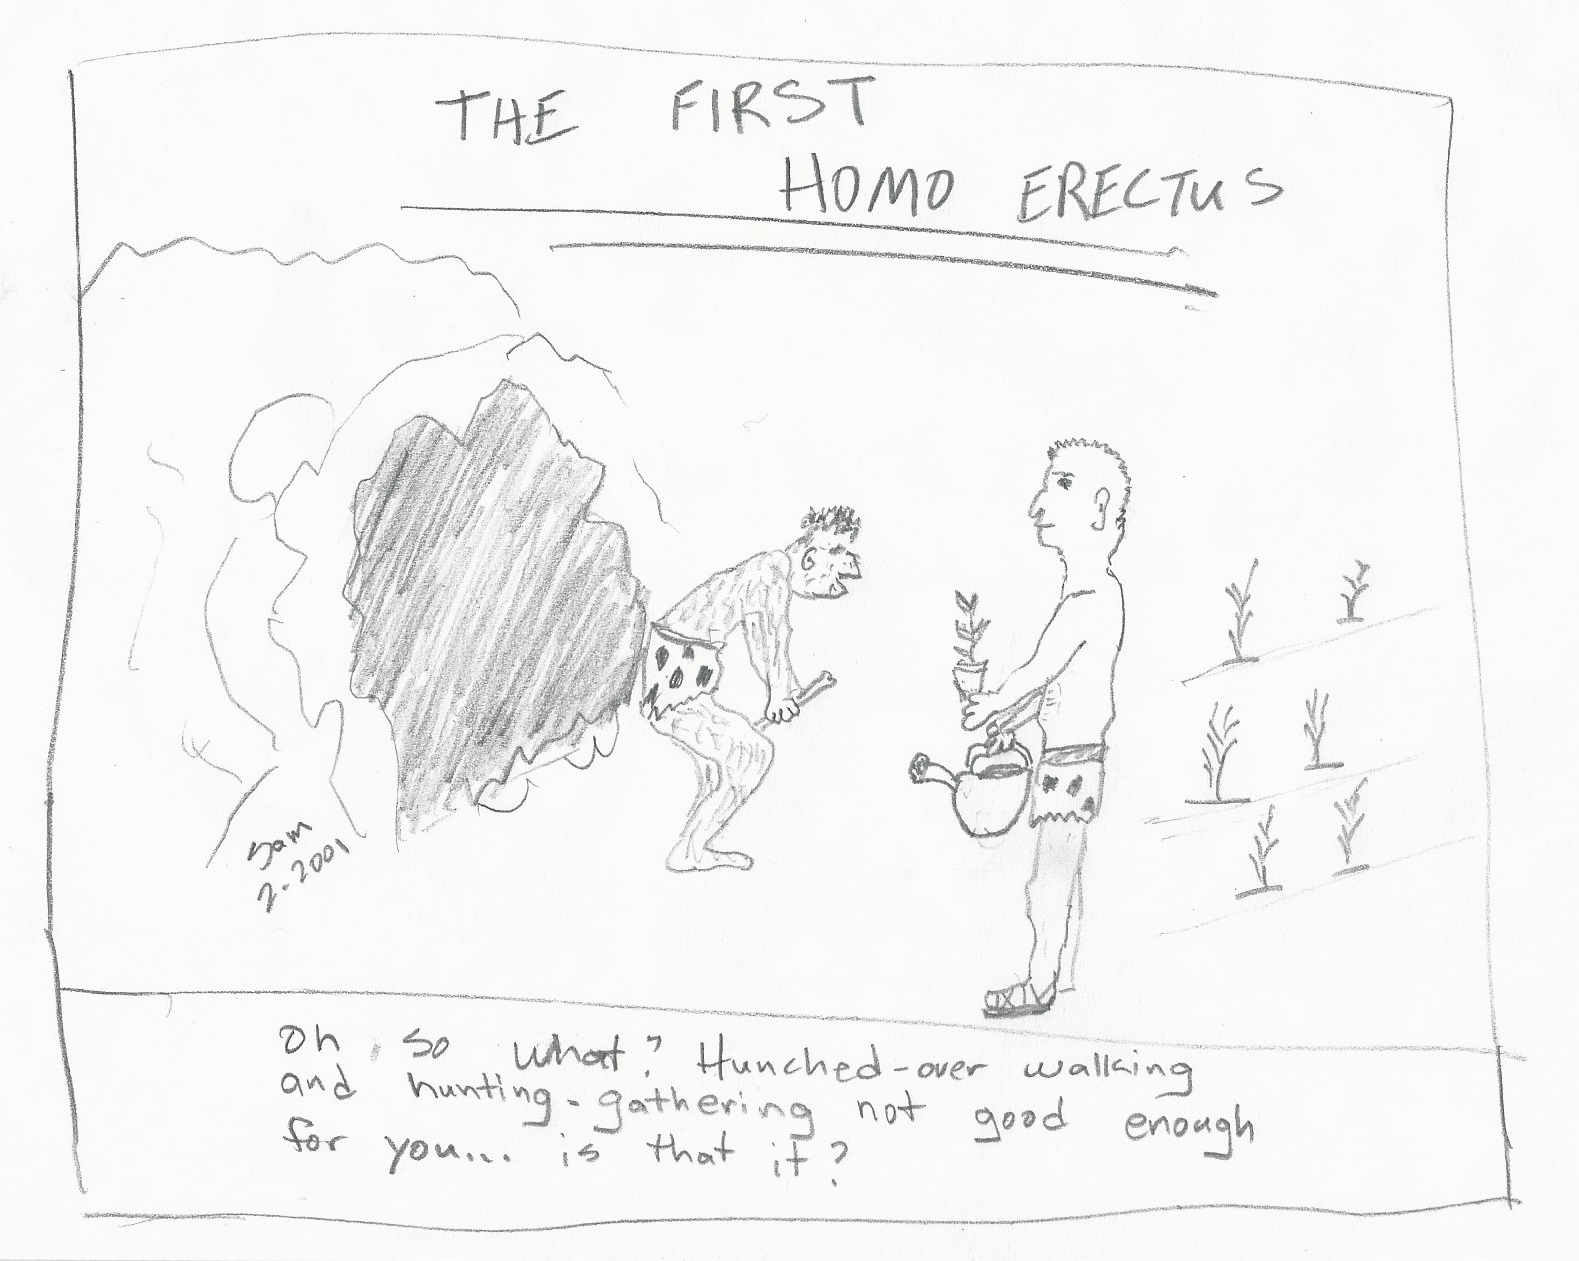 THE FIRST
HOMO ERECTUS
Sam
2-2001
Oh, so what? Hunched-over walking
and hunting-gathering not good enough
for you... is that it?